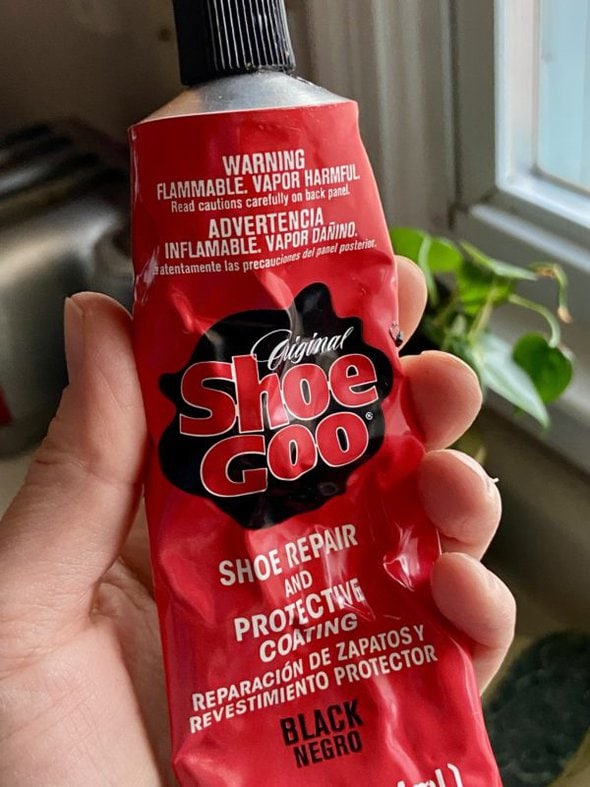 WARNING
FLAMMABLE. VAPOR HARMFUL.
Read cautions carefully on back panel.
ADVERTENCIA
INFLAMABLE. VAPOR DAÑINO.
atentamente las precauciones del panel posterior.
Original
Shoe
GOO®
SHOE REPAIR
AND
PROTECTIVE
COATING
REPARACIÓN DE ZAPATOS Y
REVESTIMIENTO PROTECTOR
BLACK
NEGRO